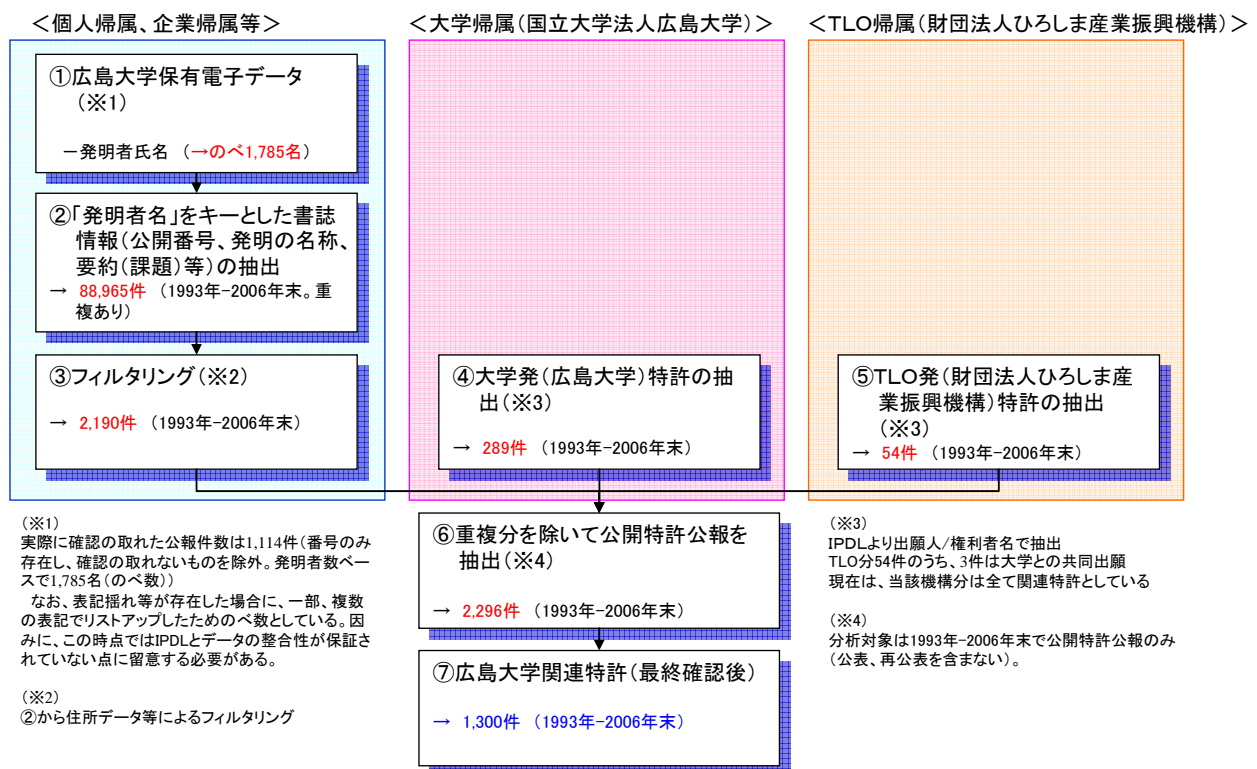 ＜個人帰属、企業帰属等＞
＜大学帰属（国立大学法人広島大学）＞
＜TLO帰属（財団法人ひろしま産業振興機構）＞
①広島大学保有電子データ
（※1）
－発明者氏名　（→のべ1,785名）
②「発明者名」をキーとした書誌
情報（公開番号、発明の名称、
要約（課題）等）の抽出
→　88,965件　（1993年−2006年末。重
複あり）
③フィルタリング（※2）
→　2,190件　（1993年−2006年末）
④大学発（広島大学）特許の抽
出（※3）
→　289件　（1993年−2006年末）
⑤TLO発（財団法人ひろしま産
業振興機構）特許の抽出
（※3）
→　54件　（1993年−2006年末）
⑥重複分を除いて公開特許公報を
抽出（※4）
→　2,296件　（1993年−2006年末）
⑦広島大学関連特許（最終確認後）
→　1,300件　（1993年−2006年末）
（※1）
実際に確認の取れた公報件数は1,114件（番号のみ
存在し、確認の取れないものを除外。発明者数ベー
スで1,785名（のべ数））
なお、表記揺れ等が存在した場合に、一部、複数
の表記でリストアップしたためのべ数としている。因
みに、この時点ではIPDLとデータの整合性が保証さ
れていない点に留意する必要がある。
（※2）
②から住所データ等によるフィルタリング
（※3）
IPDLより出願人/権利者名で抽出
TLO分54件のうち、3件は大学との共同出願
現在は、当該機構分は全て関連特許としている
（※4）
分析対象は1993年−2006年末で公開特許公報のみ
（公表、再公表を含まない）。